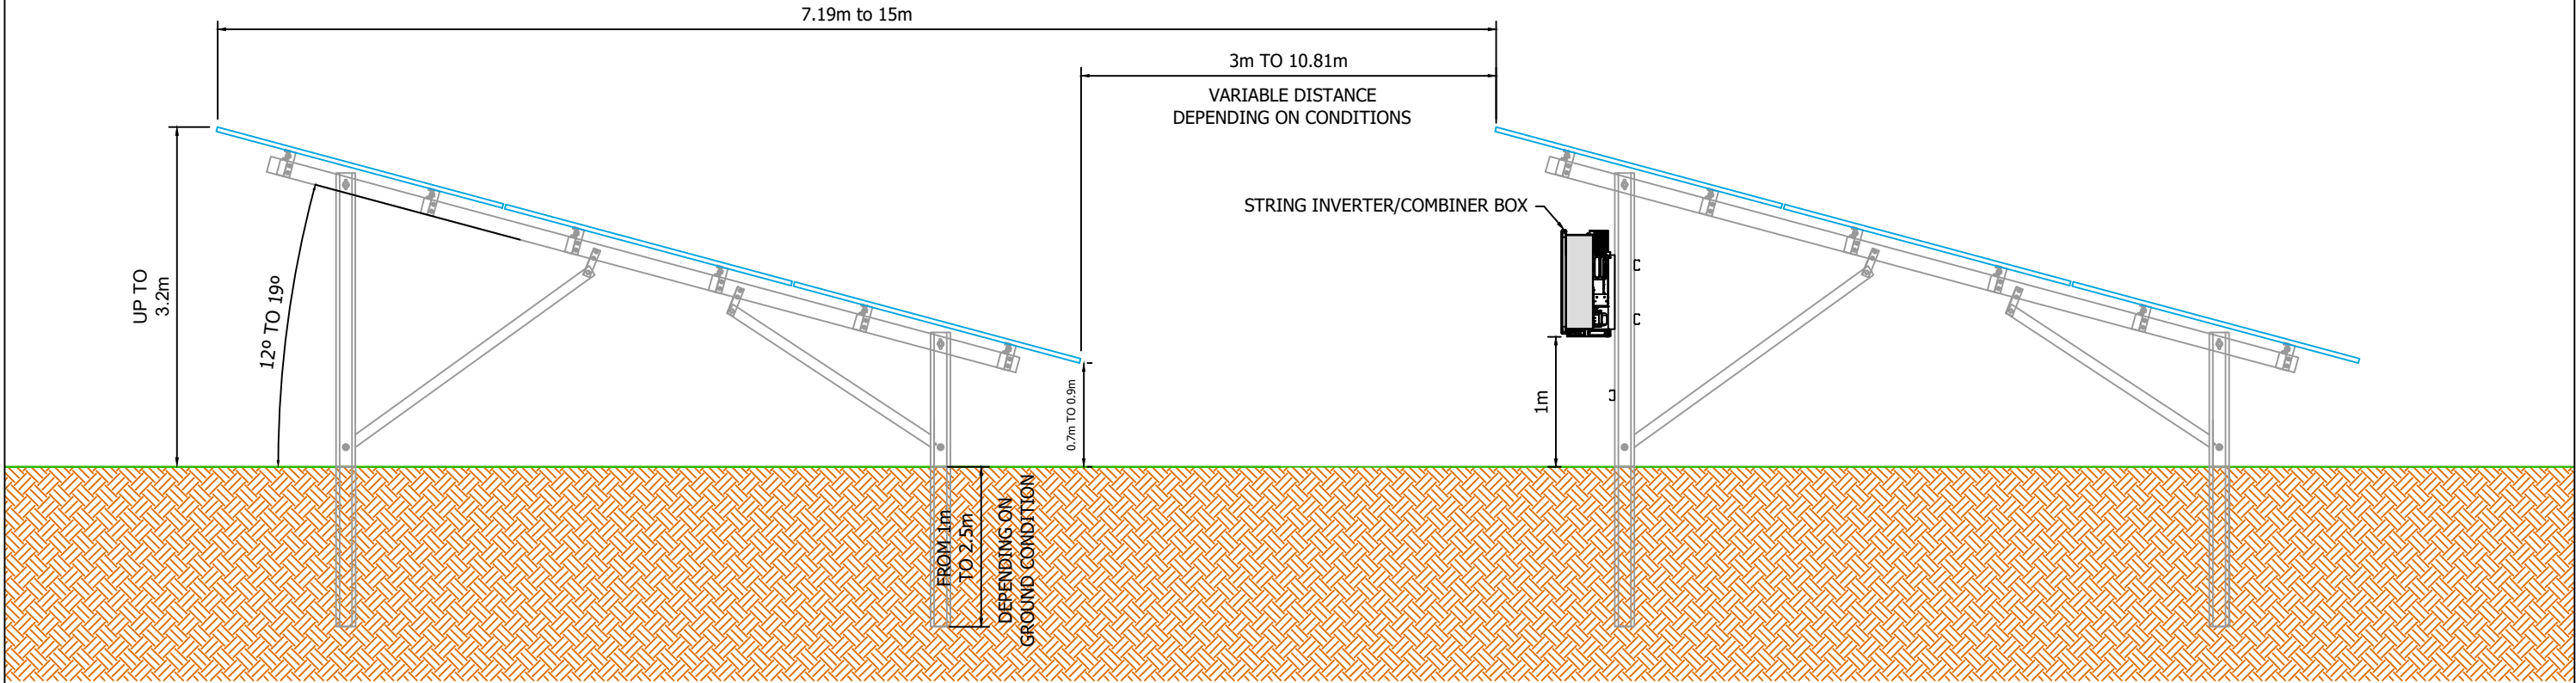 7.19m to 15m
3m TO 10.81m
VARIABLE DISTANCE
DEPENDING ON CONDITIONS
STRING INVERTER/COMBINER BOX
UP TO
3.2m
12º TO 19º
0.7m TO 0.9m
1m
FROM 1m
TO 2.5m
DEPENDING ON
GROUND CONDITION